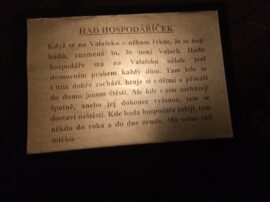 HAD HOSPODÁŘÍČEK
Když se na Valašsku o někom řekne, že se bojí
hadů, znamená to, že není Valach. Hada
hospodáře má na Valašsku někde pod
domovním prahem každý dům. Tam kde se
s ním dobře zachází, hraje si s dětmi a přináší
do domu jenom štěstí. Ale kde s ním zacházejí
špatně, anebo jej dokonce vyženou, tam se
dostaví neštěstí. Kde hada hospodáře zabijí, tam
někdo do roka a do dne zemře. Má velmi rád
mléko.